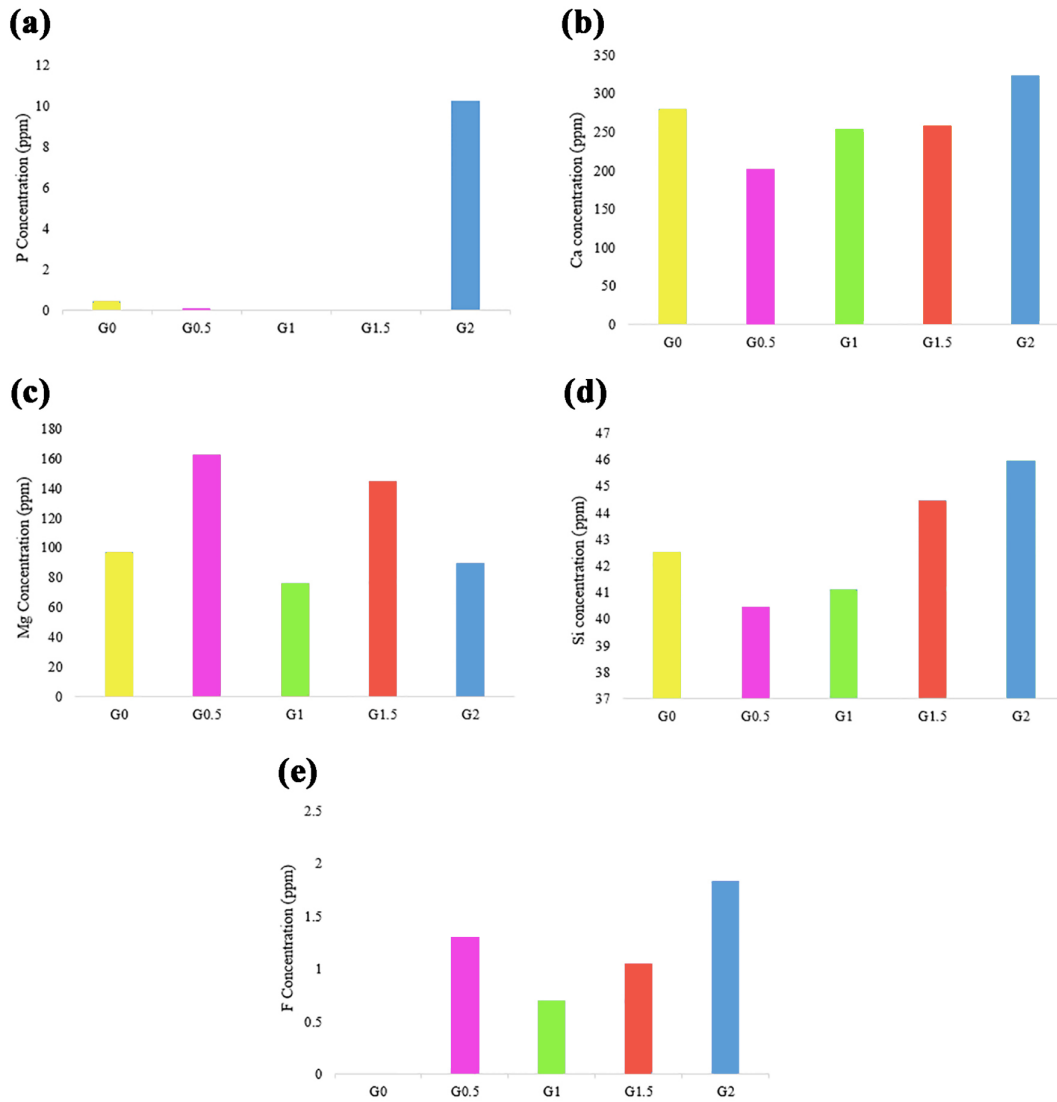 (a)
P Concentration (ppm)
12
10
8
6
4
2
0
G0 G0.5 G1 G1.5 G2
(b)
Ca concentration (ppm)
350
300
250
200
150
100
50
0
G0 G0.5 G1 G1.5 G2
(c)
Mg Concentration (ppm)
180
160
140
120
100
80
60
40
20
0
G0 G0.5 G1 G1.5 G2
(d)
Si concentration (ppm)
47
46
45
44
43
42
41
40
39
38
37
G0 G0.5 G1 G1.5 G2
(e)
F Concentration (ppm)
2.5
2
1.5
1
0.5
0
G0 G0.5 G1 G1.5 G2